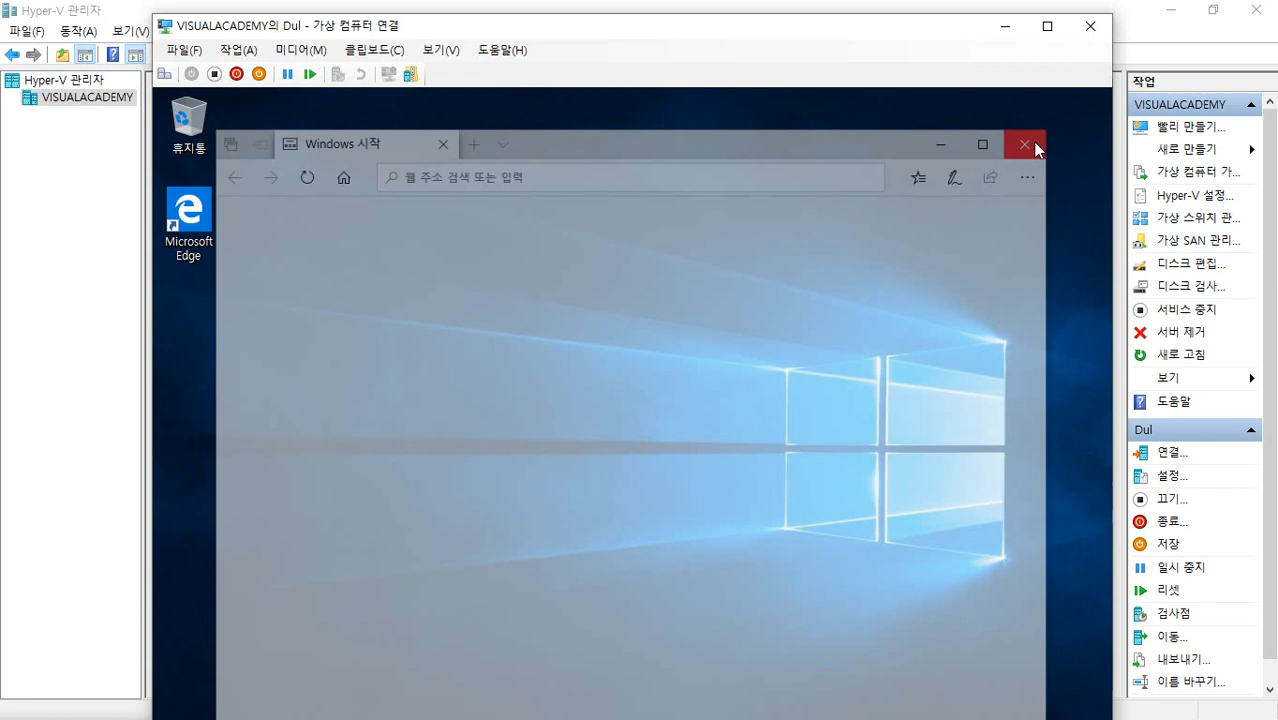 Hyper-V 관리자
파일(F) 동작(A) 보기(V)
Hyper-V 관리자
VISUALACADEMY
VISUALACADEMY의 Dul - 가상 컴퓨터 연결
파일(F) 작업(A) 미디어(M) 클립보드(C) 보기(V) 도움말(H)
휴지통
Microsoft
Edge
Windows 시작
웹 주소 검색 또는 입력
작업
VISUALACADEMY
빨리 만들기...
새로 만들기
가상 컴퓨터 가...
Hyper-V 설정...
가상 스위치 관...
가상 SAN 관리...
디스크 편집...
디스크 검사...
서비스 중지
서버 제거
새로 고침
보기
도움말
Dul
연결...
설정...
끄기...
종료...
저장
일시 중지
리셋
검사점
이동...
내보내기...
이름 바꾸기...